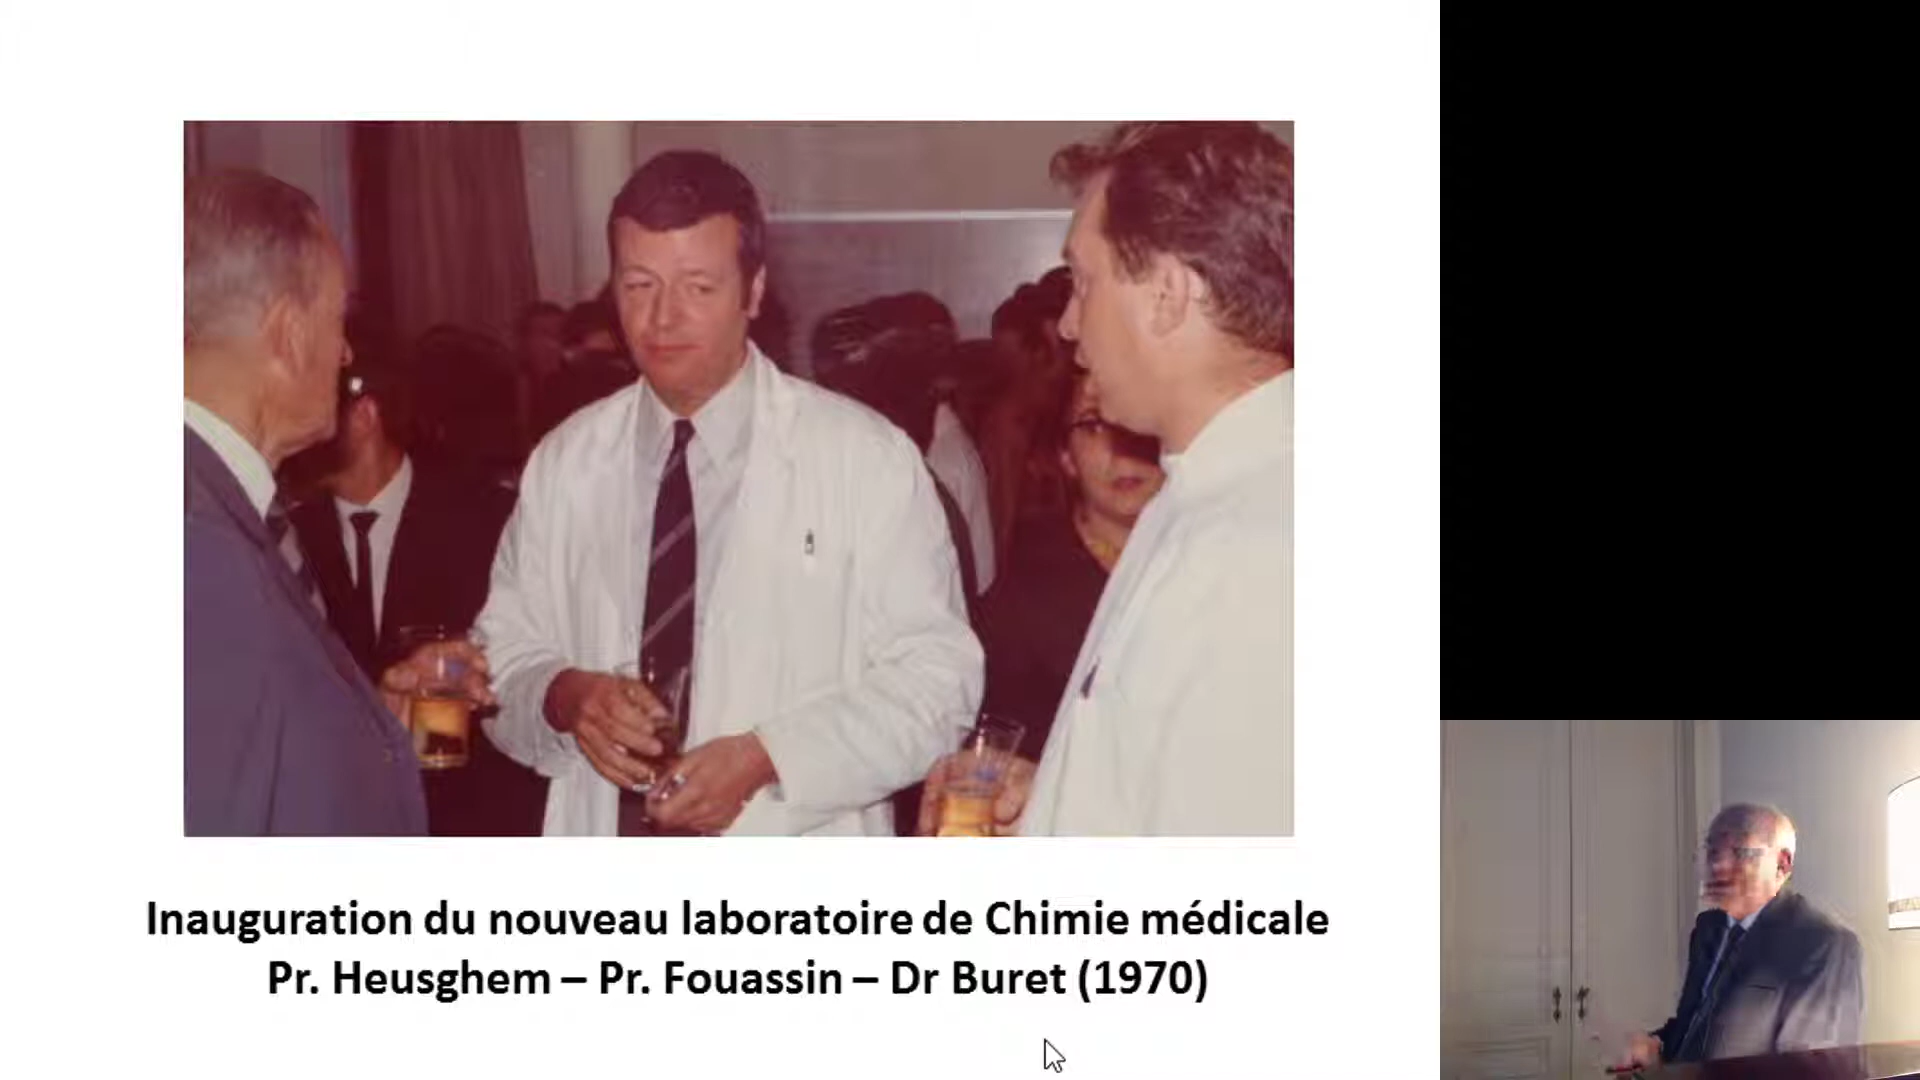 Inauguration du nouveau laboratoire de Chimie médicale
Pr. Heusghem – Pr. Fouassin – Dr Buret (1970)